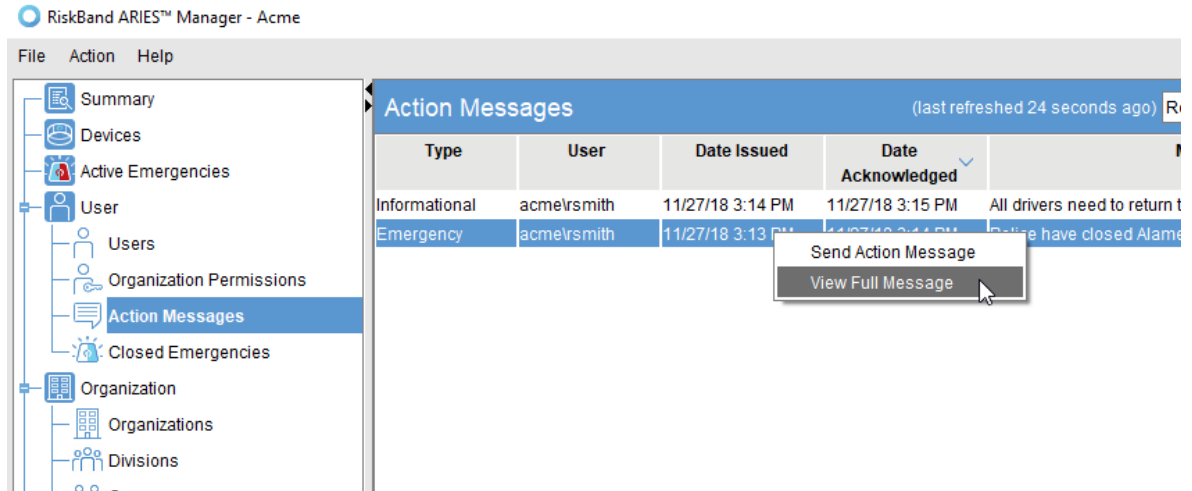 RiskBand ARIES™ Manager - Acme
File Action Help
Summary
Devices
Active Emergencies
User
Users
Organization Permissions
Action Messages
Closed Emergencies
Organization
Organizations
Divisions
Action Messages (last refreshed 24 seconds ago)
Type User Date Issued Date Acknowledged
Informational acme\rsmith 11/27/18 3:14 PM 11/27/18 3:15 PM All drivers need to return
Emergency acme\rsmith 11/27/18 3:13 have closed
Send Action Message
View Full Message